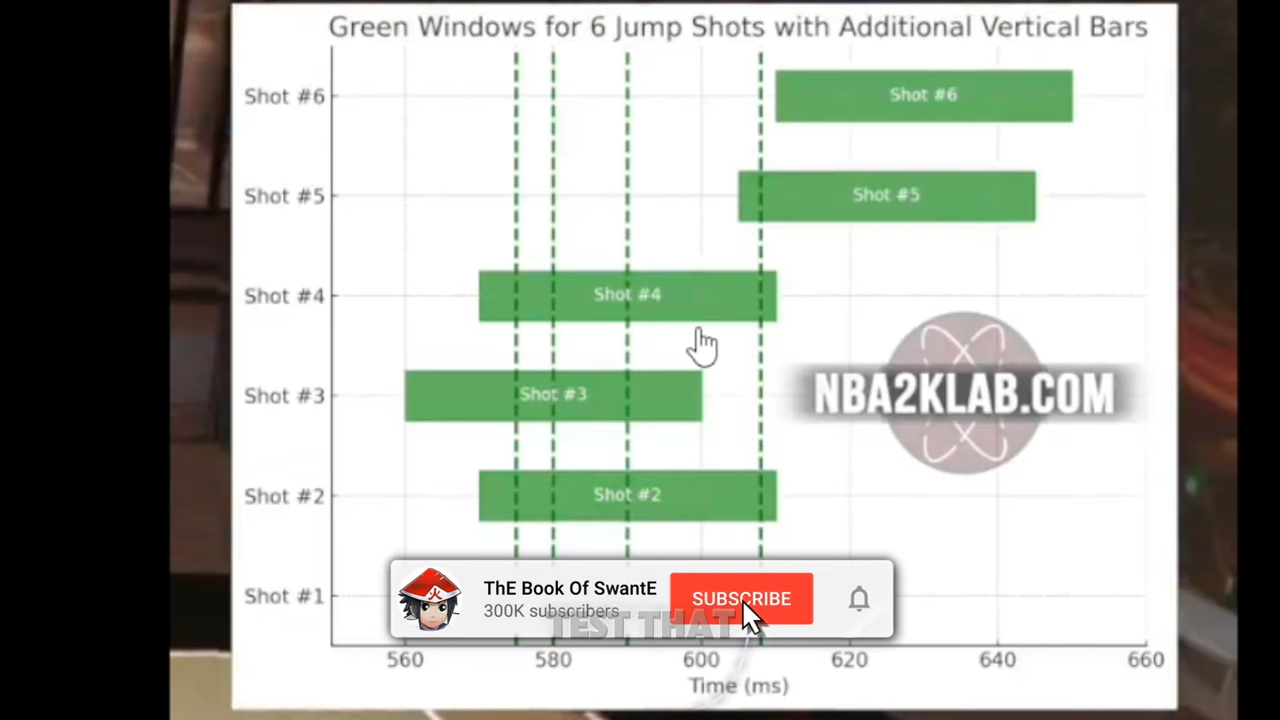 Green Windows for 6 Jump Shots with Additional Vertical Bars
Shot #6
Shot #6
Shot #5
Shot #5
Shot #4
Shot #4
NBA2KLAB.COM
Shot #3
Shot #3
Shot #2
Shot #2
Shot #1
ThE Book Of SwantE
300K subscribers
SUBSCRIBE
TEST THAT
560 580 600 620 640 660
Time (ms)